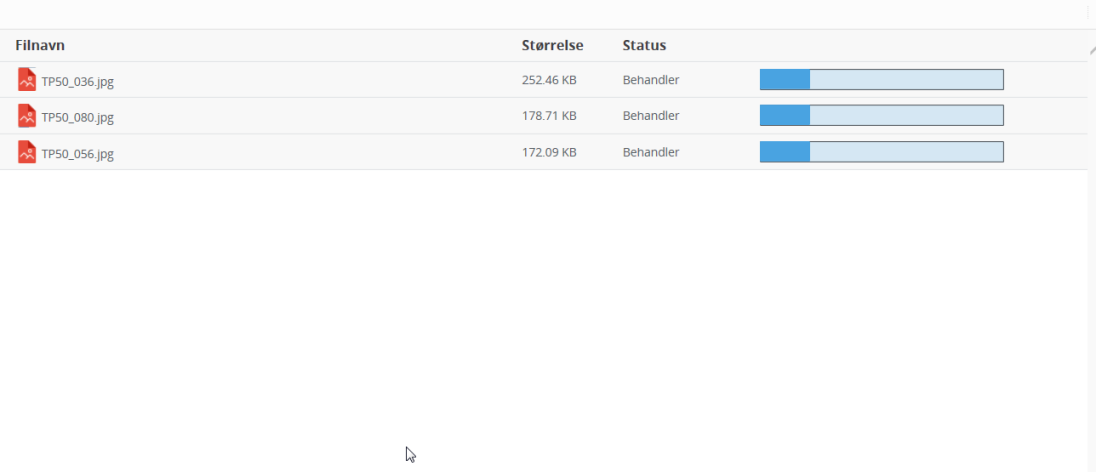 Filnavn Størrelse Status
TP50_036.jpg 252.46 KB Behandler
TP50_080.jpg 178.71 KB Behandler
TP50_056.jpg 172.09 KB Behandler